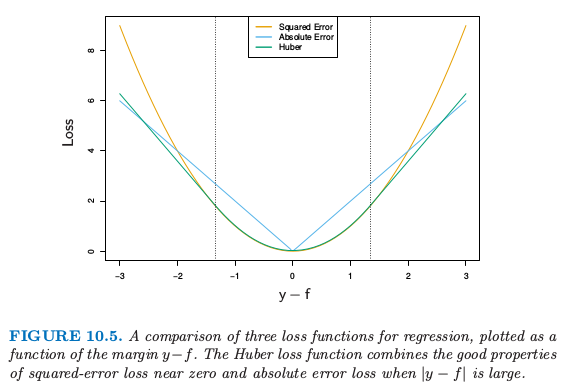 Squared Error
Absolute Error
Huber
Loss
8
6
4
2
0
−3
−2
−1
0
1
2
3
y − f
FIGURE 10.5. A comparison of three loss functions for regression, plotted as a
function of the margin y−f. The Huber loss function combines the good properties
of squared-error loss near zero and absolute error loss when |y − f| is large.